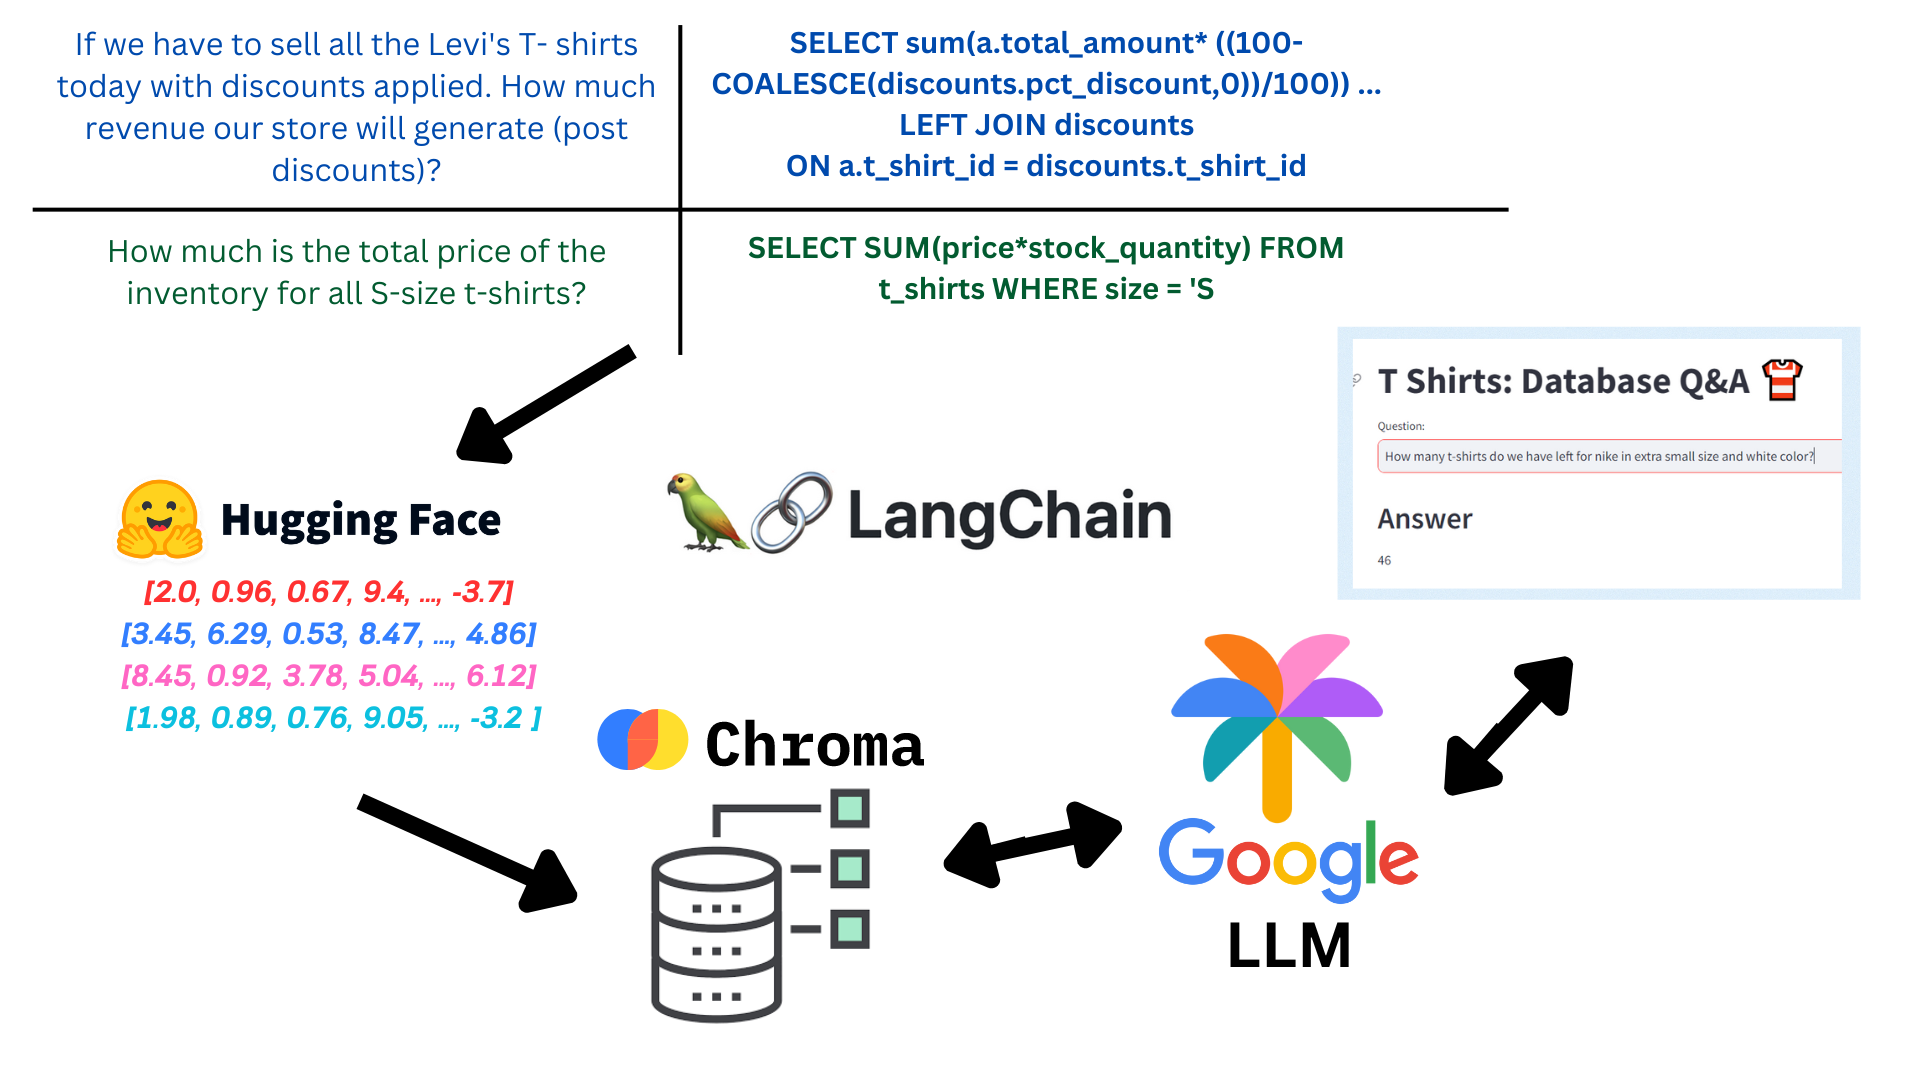 If we have to sell all the Levi's T- shirts
today with discounts applied. How much
revenue our store will generate (post
discounts)?
SELECT sum(a.total_amount* ((100-
COALESCE(discounts.pct_discount,0))/100)) ...
LEFT JOIN discounts
ON a.t_shirt_id = discounts.t_shirt_id
How much is the total price of the
inventory for all S-size t-shirts?
SELECT SUM(price*stock_quantity) FROM
t_shirts WHERE size = 'S
T Shirts: Database Q&A
Question:
How many t-shirts do we have left for nike in extra small size and white color?
Answer
46
Hugging Face
[2.0, 0.96, 0.67, 9.4, ..., -3.7]
[3.45, 6.29, 0.53, 8.47, ..., 4.86]
[8.45, 0.92, 3.78, 5.04, ..., 6.12]
[1.98, 0.89, 0.76, 9.05, ..., -3.2 ]
LangChain
Chroma
Google
LLM